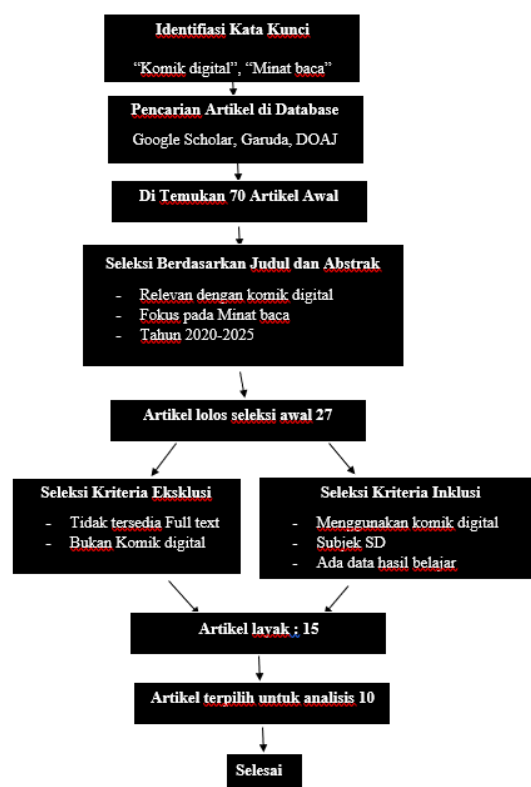 Identifikasi Kata Kunci
“Komik digital”, “Minat baca”
Pencarian Artikel di Database
Google Scholar, Garuda, DOAJ
Di Temukan 70 Artikel Awal
Seleksi Berdasarkan Judul dan Abstrak
- Relevan dengan komik digital
- Fokus pada Minat baca
- Tahun 2020-2025
Artikel lolos seleksi awal 27
Seleksi Kriteria Eksklusi
- Tidak tersedia Full text
- Bukan Komik digital
Seleksi Kriteria Inklusi
- Menggunakan komik digital
- Subjek SD
- Ada data hasil belajar
Artikel layak : 15
Artikel terpilih untuk analisis 10
Selesai